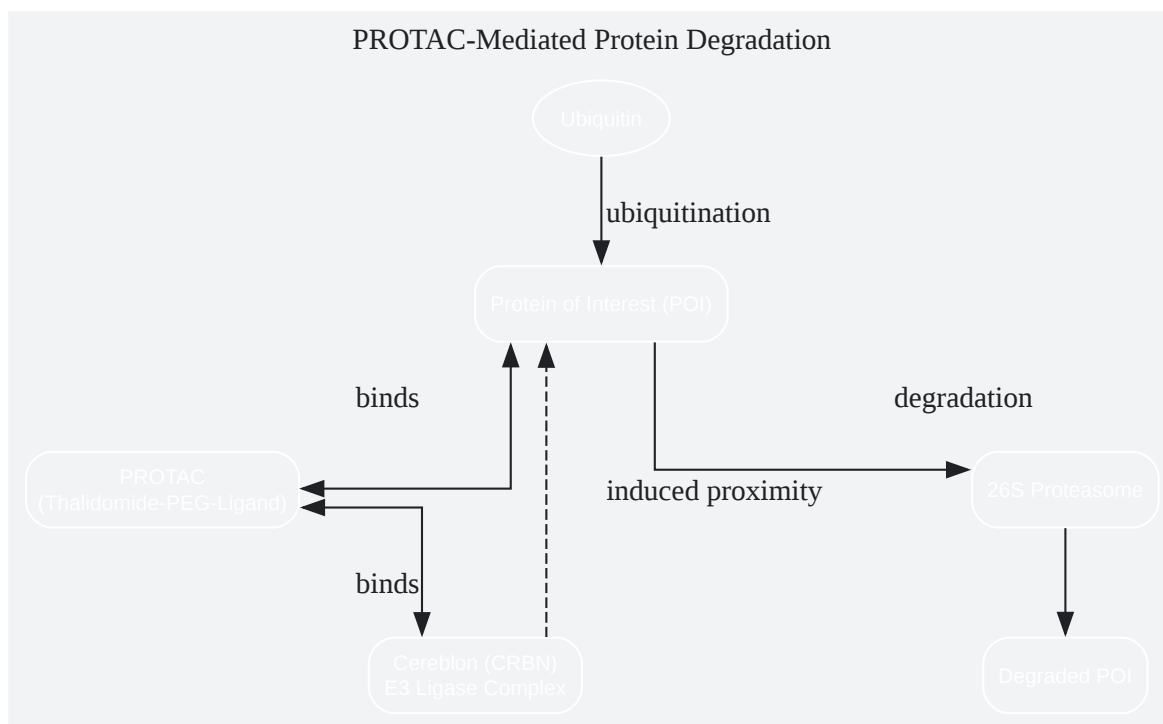 PROTAC-Mediated Protein Degradation
Ubiquitin
ubiquitination
Protein of Interest (POI)
binds
degradation
PROTAC
(Thalidomide-PEG-Ligand)
induced proximity
26S Proteasome
binds
Cereblon (CRBN)
E3 Ligase Complex
Degraded POI